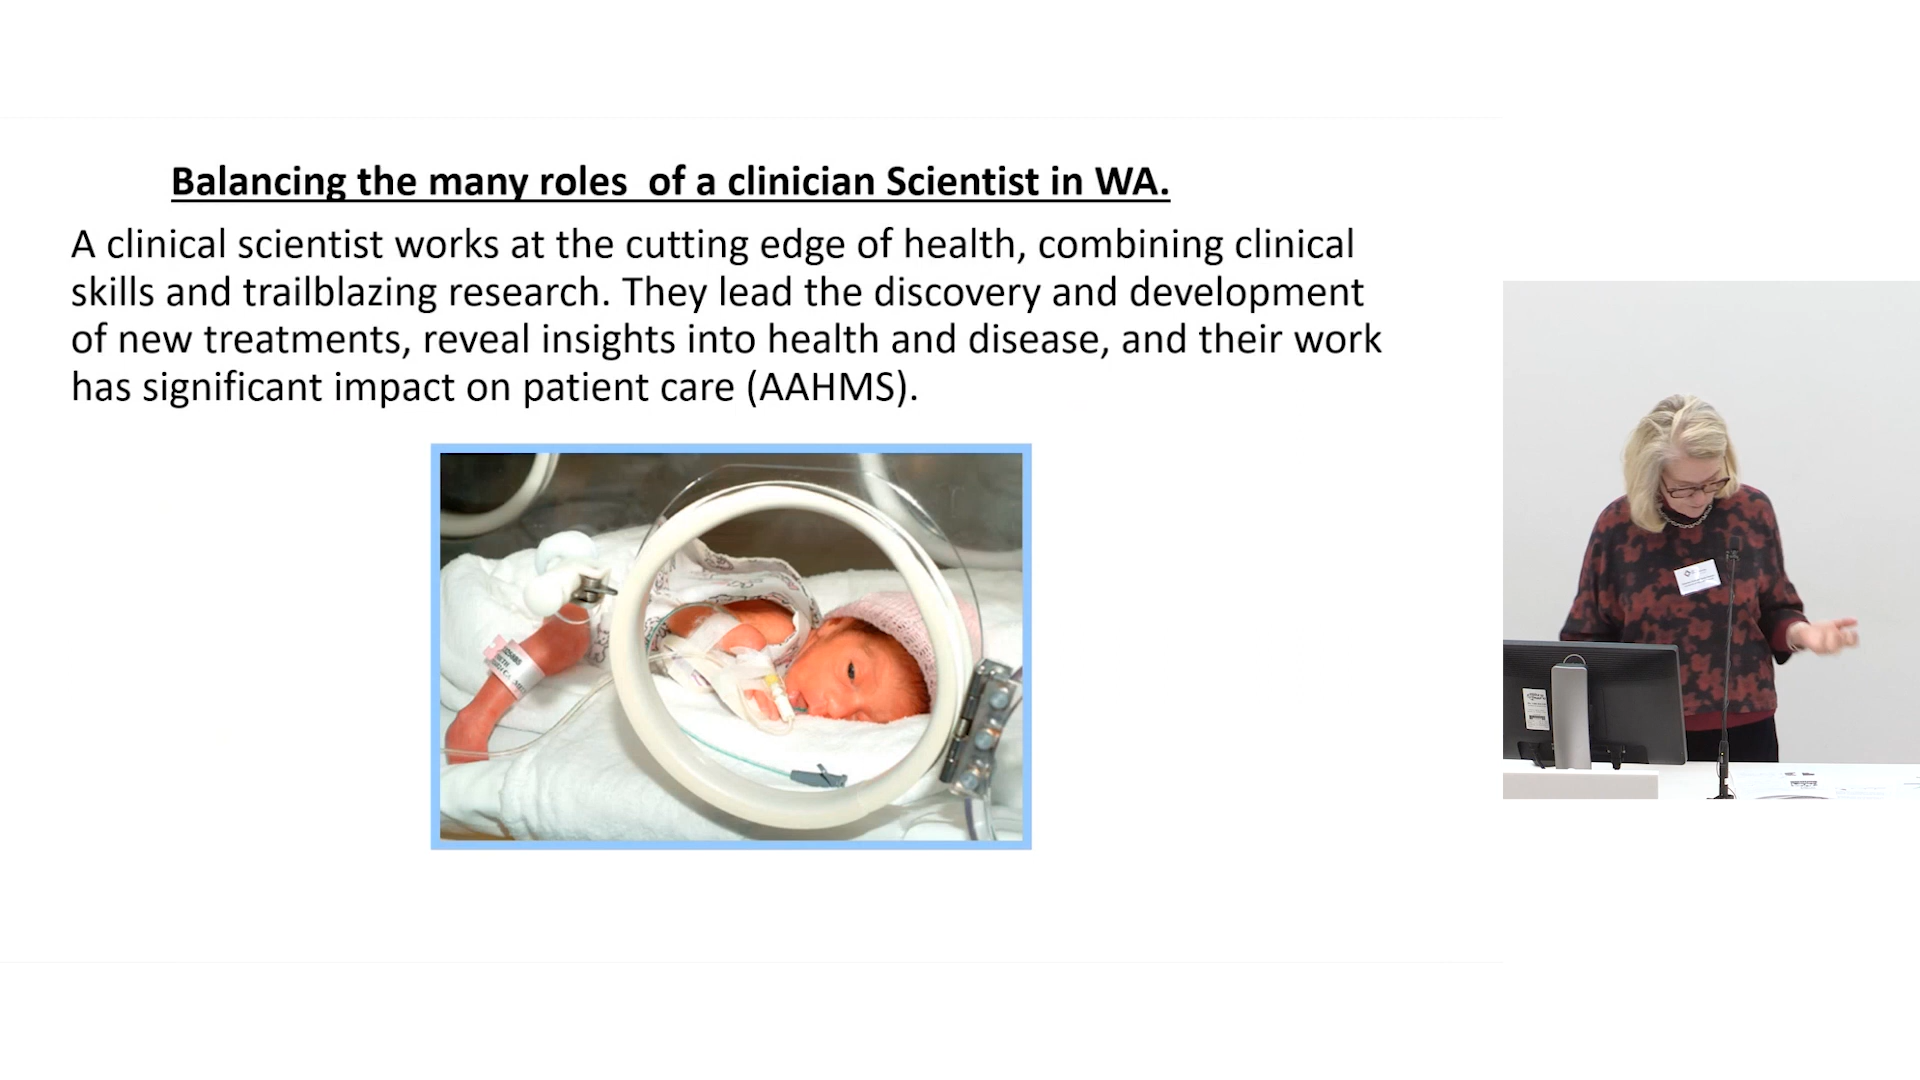 Balancing the many roles  of a clinician Scientist in WA.
A clinical scientist works at the cutting edge of health, combining clinical
skills and trailblazing research. They lead the discovery and development
of new treatments, reveal insights into health and disease, and their work
has significant impact on patient care (AAHMS).